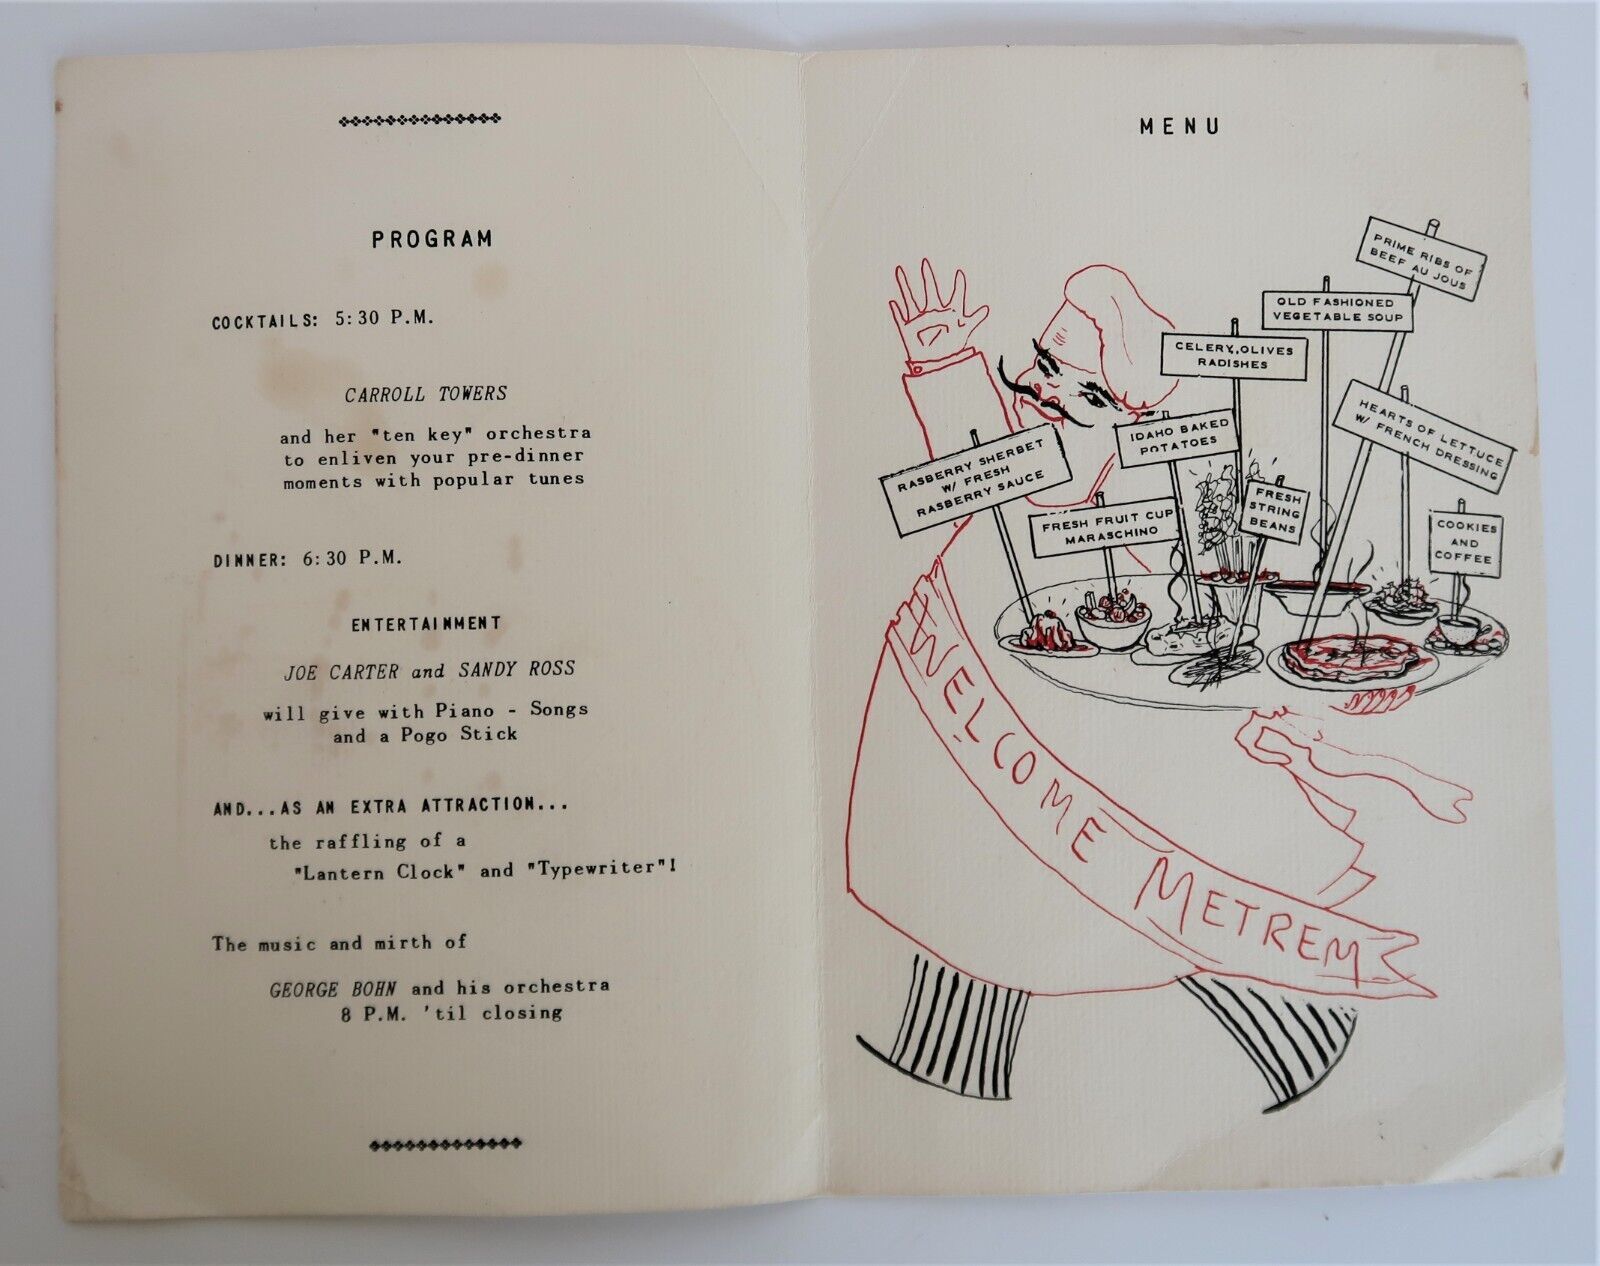 PROGRAM
COCKTAILS: 5:30 P.M.
CARROLL TOWERS
and her "ten key" orchestra
to enliven your pre-dinner
moments with popular tunes
DINNER: 6:30 P.M.
ENTERTAINMENT
JOE CARTER and SANDY ROSS
will give with Piano - Songs
and a Pogo Stick
AND...AS AN EXTRA ATTRACTION...
the raffling of a
"Lantern Clock" and "Typewriter"!
The music and mirth of
GEORGE BOHN and his orchestra
8 P.M. 'til closing
MENU
PRIME RIBS OF
BEEF AU JOUS
OLD FASHIONED
VEGETABLE SOUP
CELERY, OLIVES
RADISHES
HEARTS OF LETTUCE
W/ FRENCH DRESSING
IDAHO BAKED
POTATOES
RASBERRY SHERBET
W/ FRESH
RASBERRY SAUCE
FRESH FRUIT CUP
MARASCHINO
FRESH
STRING
BEANS
COOKIES
AND
COFFEE
WELCOME METREM